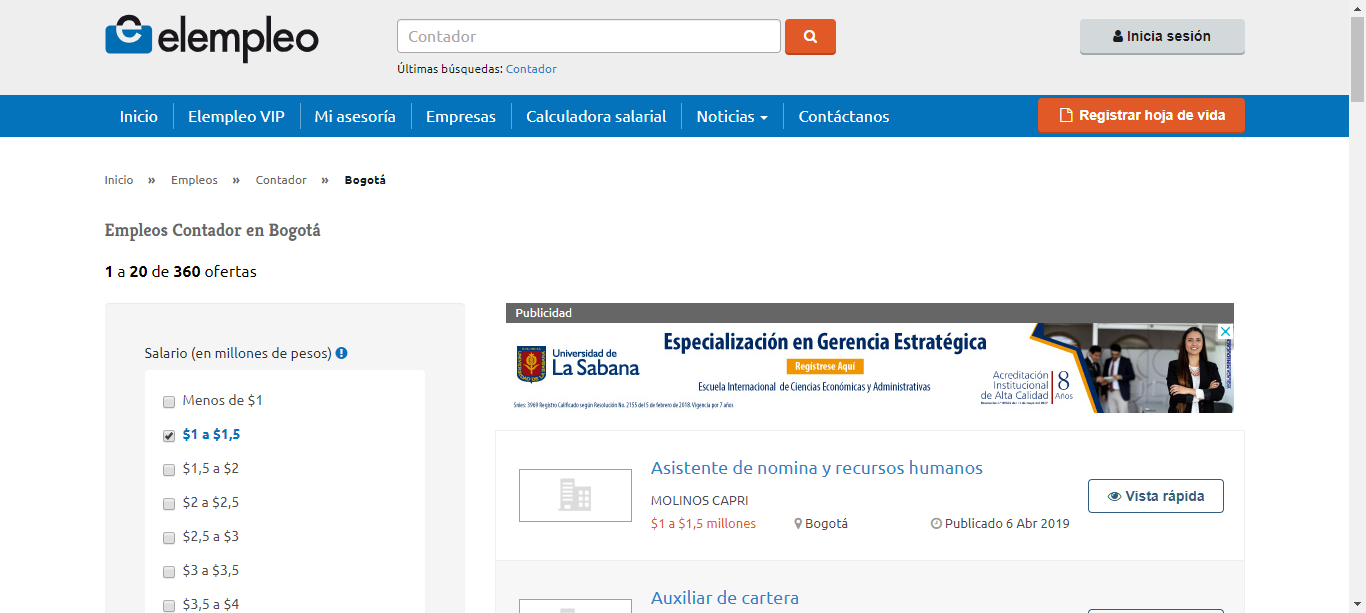 elempleo
Contador
Últimas búsquedas: Contador
Inicia sesión
Inicio
Elempleo VIP
Mi asesoría
Empresas
Calculadora salarial
Noticias
Contáctanos
Registrar hoja de vida
Inicio » Empleos » Contador » Bogotá
Empleos Contador en Bogotá
1 a 20 de 360 ofertas
Salario (en millones de pesos)
Menos de $1
$1 a $1,5
$1,5 a $2
$2 a $2,5
$2,5 a $3
$3 a $3,5
$3,5 a $4
Publicidad
Universidad de
La Sabana
Especialización en Gerencia Estratégica
Regístrese Aquí
Escuela Internacional de Ciencias Económicas y Administrativas
Snies: 3969 Registro Calificado según Resolución No. 2155 del 5 de febrero de 2018. Vigencia por 7 años
Acreditación
Institucional
de Alta Calidad
8
Años
Asistente de nomina y recursos humanos
MOLINOS CAPRI
$1 a $1,5 millones
Bogotá
Publicado 6 Abr 2019
Vista rápida
Auxiliar de cartera